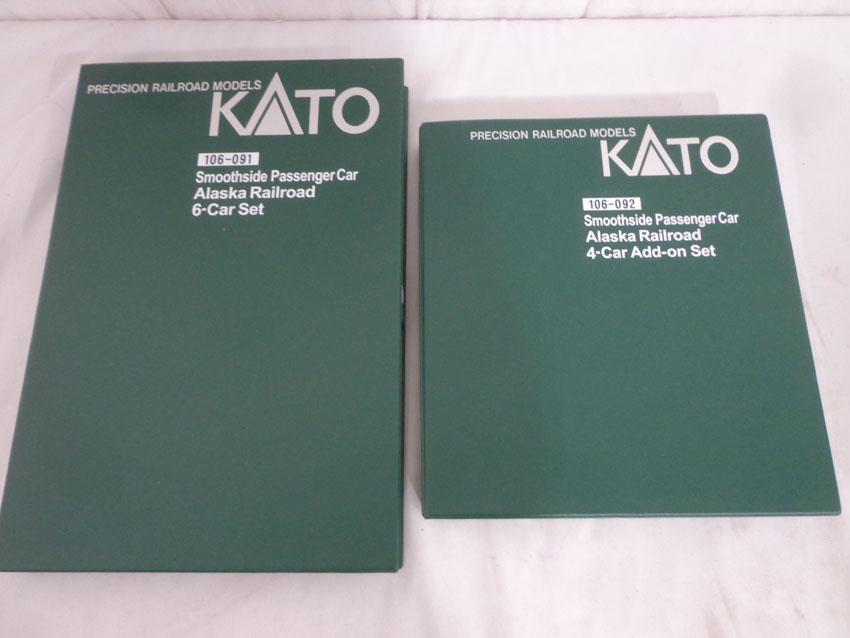 PRECISION RAILROAD MODELS
KATO
106-091
Smoothside Passenger Car
Alaska Railroad
6-Car Set
PRECISION RAILROAD MODELS
KATO
106-092
Smoothside Passenger Car
Alaska Railroad
4-Car Add-on Set